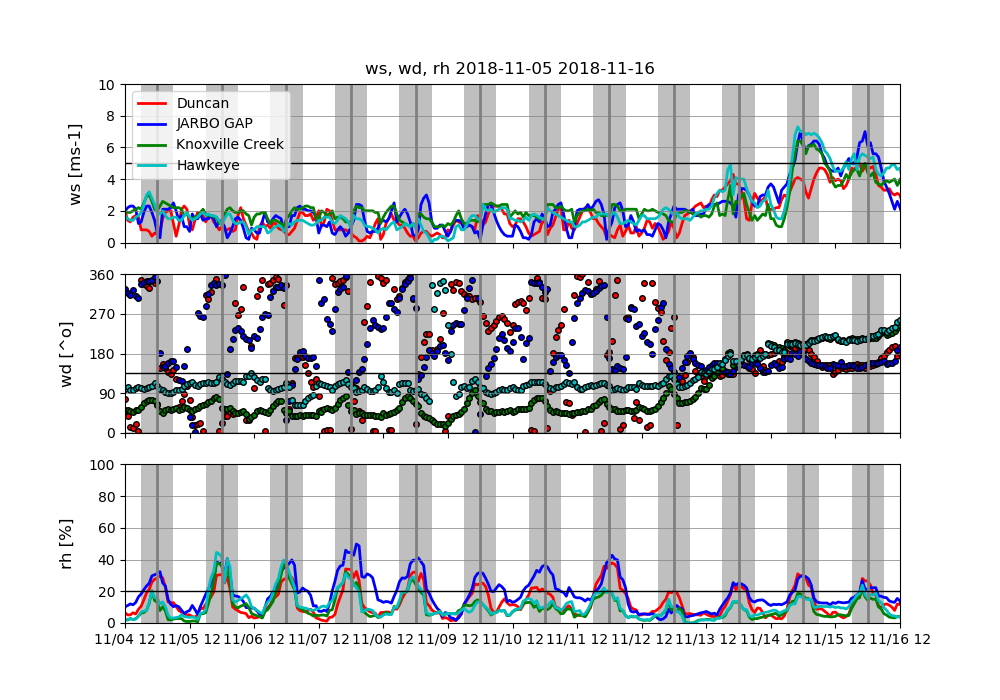 ws, wd, rh 2018-11-05 2018-11-16
ws [ms-1]
10
8
6
4
2
0
Duncan
JARBO GAP
Knoxville Creek
Hawkeye
wd [^o]
360
270
180
90
0
rh [%]
100
80
60
40
20
0
11/04 12 11/05 12 11/06 12 11/07 12 11/08 12 11/09 12 11/10 12 11/11 12 11/12 12 11/13 12 11/14 12 11/15 12 11/16 12